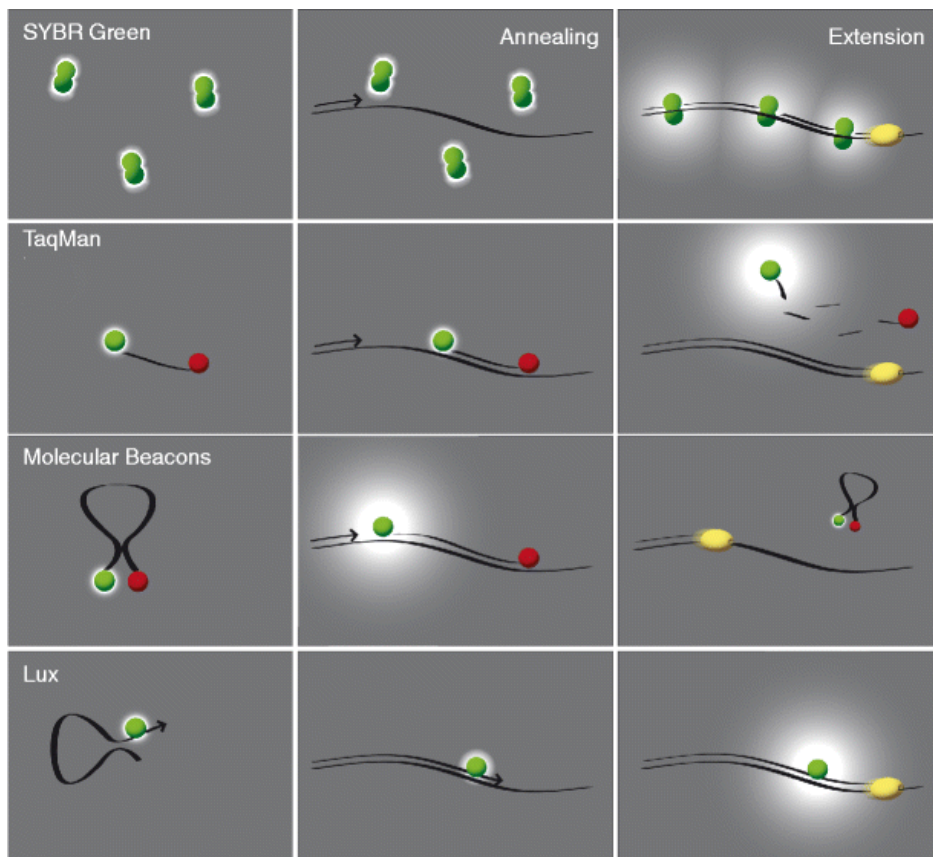 SYBR Green
Annealing
Extension
TaqMan
Molecular Beacons
Lux